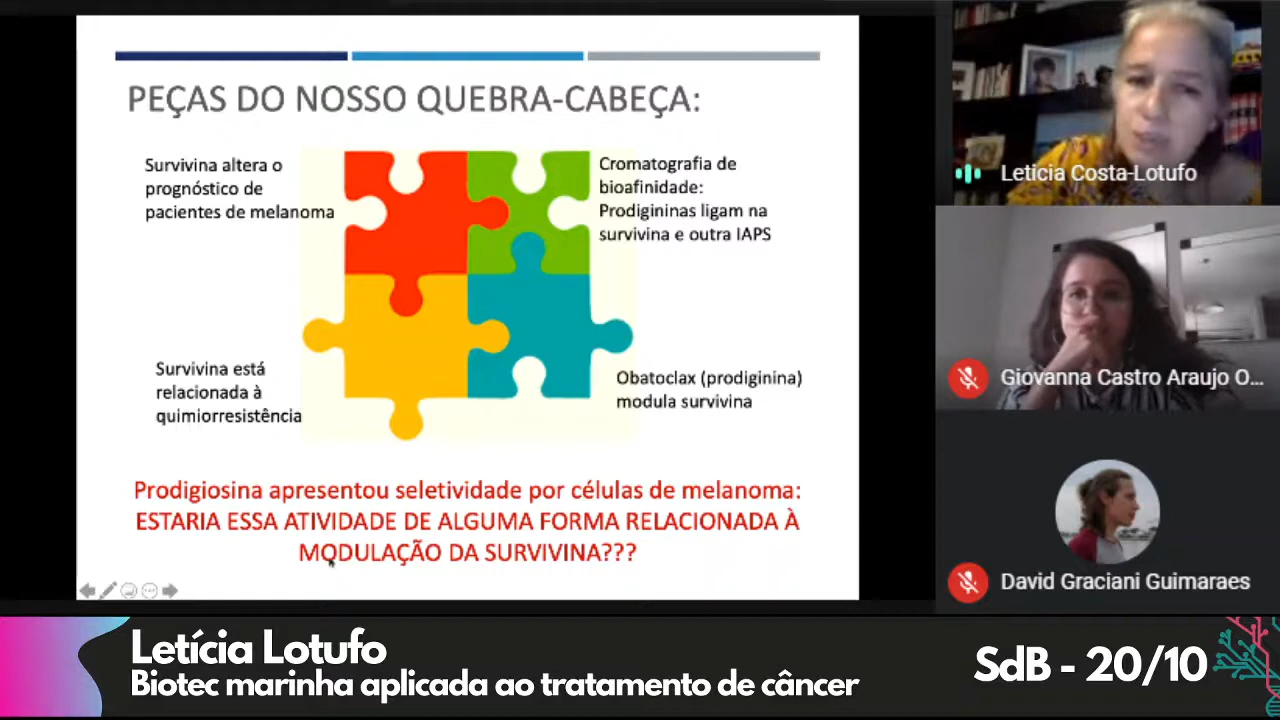 PEÇAS DO NOSSO QUEBRA-CABEÇA:
Survivina altera o
prognóstico de
pacientes de melanoma
Cromatografia de
bioafinidade:
Prodigininas ligam na
survivina e outra IAPS
Survivina está
relacionada à
quimiorresistência
Obatoclax (prodiginina)
modula survivina
Prodigiosina apresentou seletividade por células de melanoma:
ESTARIA ESSA ATIVIDADE DE ALGUMA FORMA RELACIONADA À
MODULAÇÃO DA SURVIVINA???
Leticia Costa-Lotufo
Giovanna Castro Araujo O...
David Graciani Guimaraes
Letícia Lotufo
Biotec marinha aplicada ao tratamento de câncer
SdB - 20/10